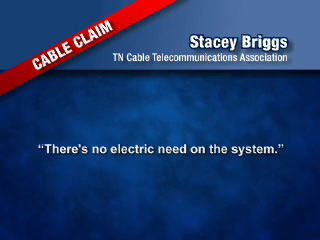 CABLE CLAIM
Stacey Briggs
TN Cable Telecommunications Association
“There's no electric need on the system.”